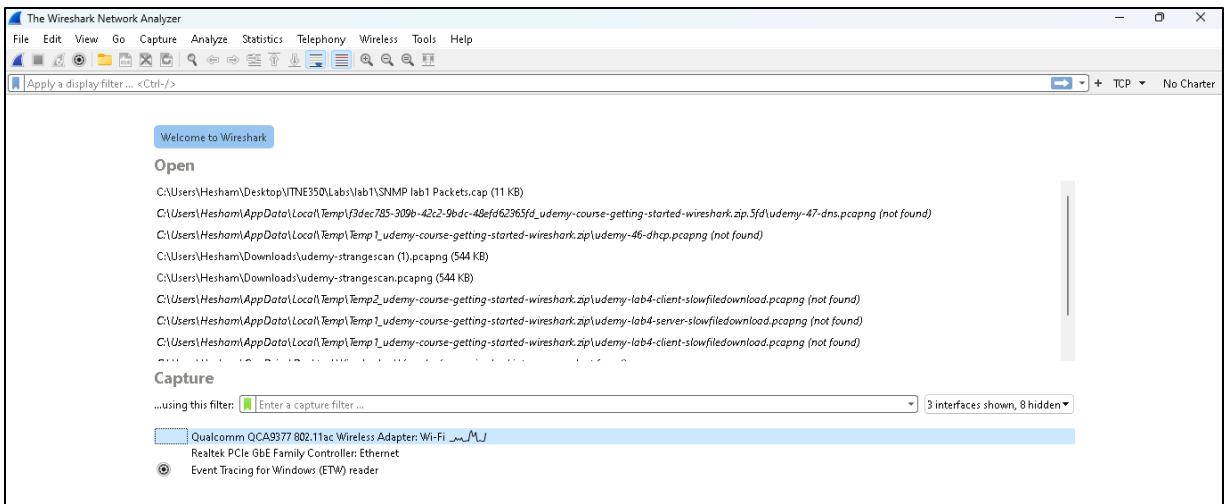 The Wireshark Network Analyzer
File Edit View Go Capture Analyze Statistics Telephony Wireless Tools Help
Apply a display filter ... <Ctrl-/>
+ TCP No Charter
Welcome to Wireshark
Open
C:\Users\Hesham\Desktop\ITNE350\Labs\lab1\SNMP lab1 Packets.cap (11 KB)
C:\Users\Hesham\AppData\Local\Temp\f3dec785-309b-42c2-9bdc-48efd62365fd_udemy-course-getting-started-wireshark.zip.5fd\udemy-47-dns.pcapng (not found)
C:\Users\Hesham\AppData\Local\Temp\Temp1_udemy-course-getting-started-wireshark.zip\udemy-46-dhcp.pcapng (not found)
C:\Users\Hesham\Downloads\udemy-strangescan (1).pcapng (544 KB)
C:\Users\Hesham\Downloads\udemy-strangescan.pcapng (544 KB)
C:\Users\Hesham\AppData\Local\Temp\Temp2_udemy-course-getting-started-wireshark.zip\udemy-lab4-client-slowfiledownload.pcapng (not found)
C:\Users\Hesham\AppData\Local\Temp\Temp1_udemy-course-getting-started-wireshark.zip\udemy-lab4-server-slowfiledownload.pcapng (not found)
C:\Users\Hesham\AppData\Local\Temp\Temp1_udemy-course-getting-started-wireshark.zip\udemy-lab4-client-slowfiledownload.pcapng (not found)
Capture
...using this filter: Enter a capture filter ... 3 interfaces shown, 8 hidden
Qualcomm QCA9377 802.11ac Wireless Adapter: Wi-Fi
Realtek PCIe GbE Family Controller: Ethernet
Event Tracing for Windows (ETW) reader